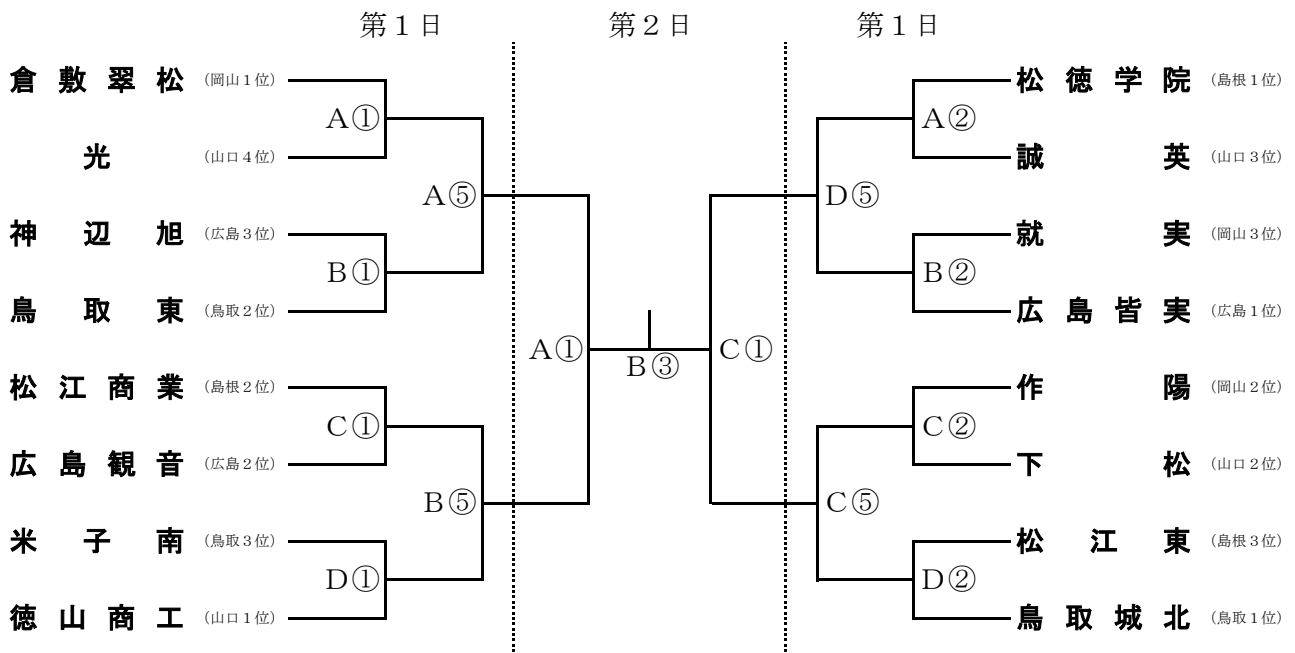 第１日 第２日 第１日
倉敷翠松 (岡山１位) 松徳学院 (島根１位)
A① A②
光 (山口４位) 誠英 (山口３位)
A⑤ D⑤
神辺旭 (広島３位) 就実 (岡山３位)
B① B②
鳥取東 (鳥取２位) 広島皆実 (広島１位)
A① B③ C①
松江商業 (島根２位) 作陽 (岡山２位)
C① C②
広島観音 (広島２位) 下松 (山口２位)
B⑤ C⑤
米子南 (鳥取３位) 松江東 (島根３位)
D① D②
徳山商工 (山口１位) 鳥取城北 (鳥取１位)